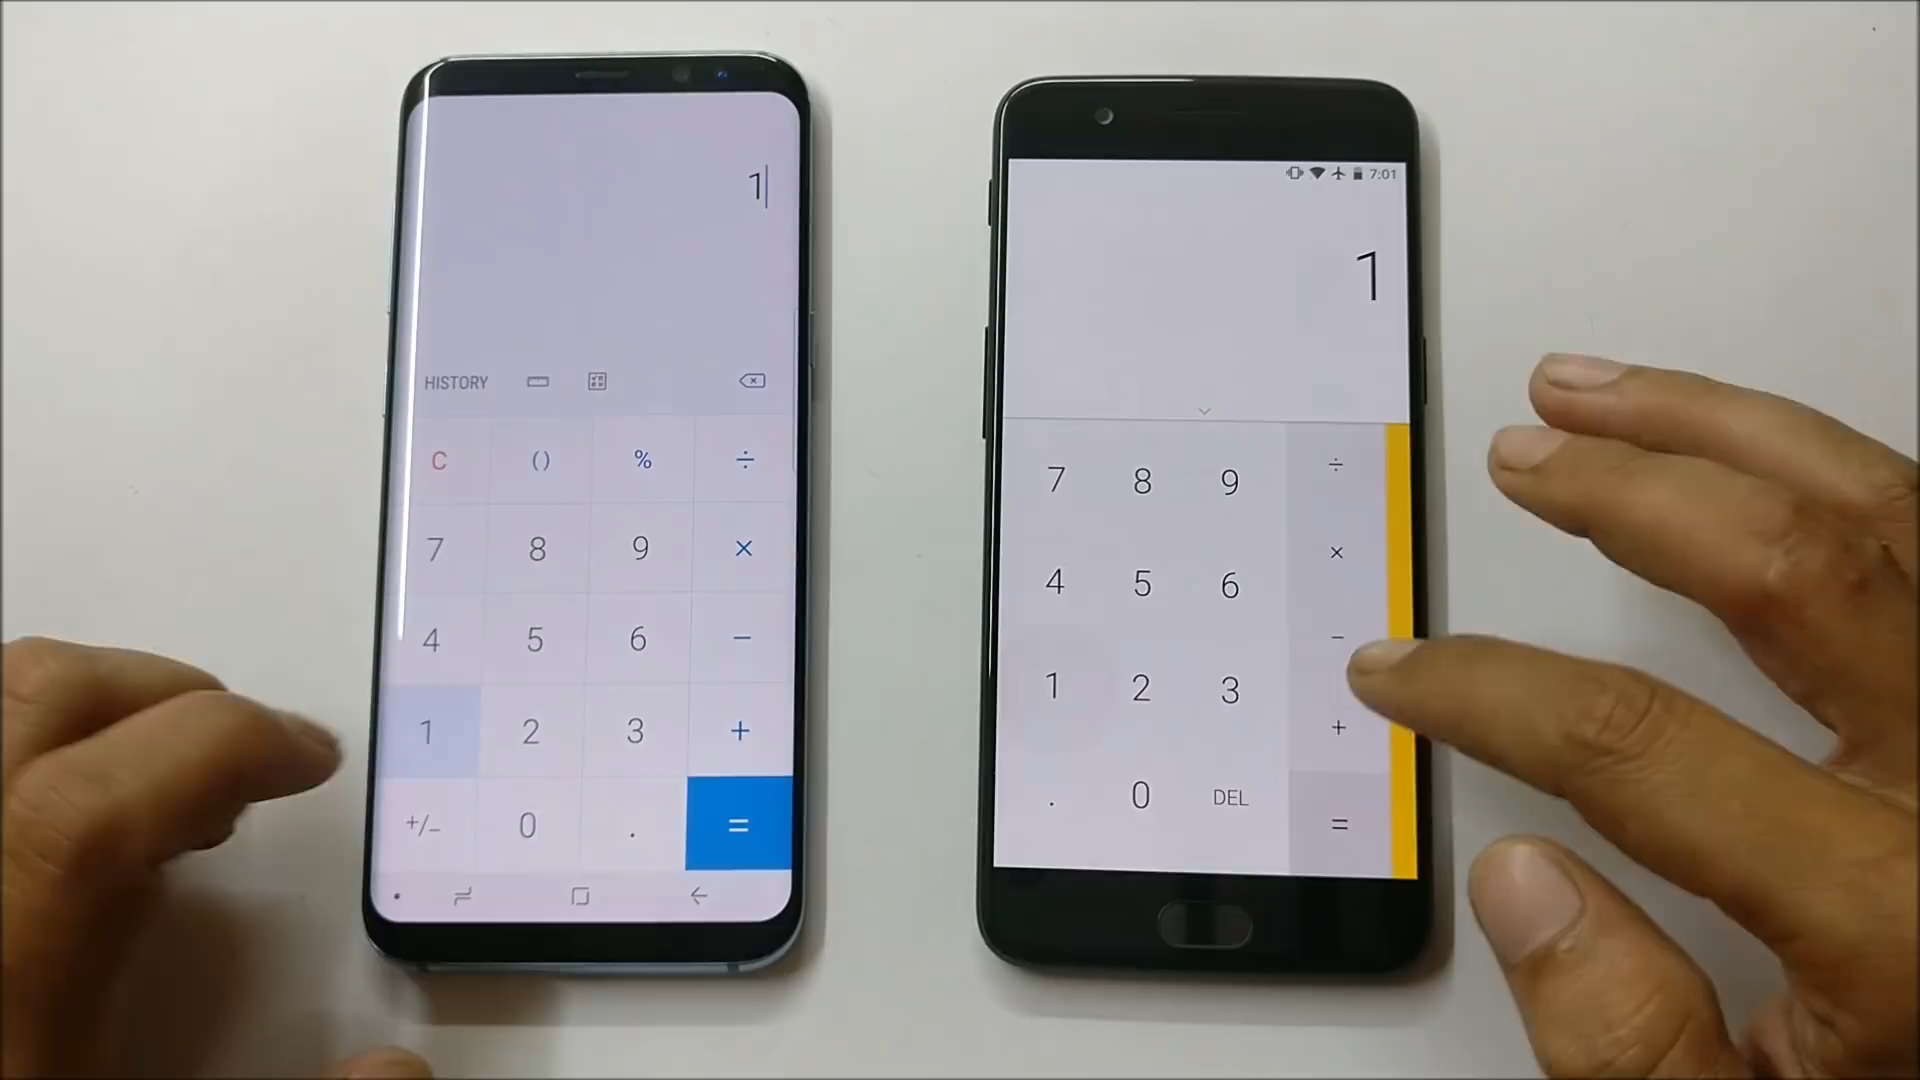 1
HISTORY
C ( ) % ÷
7 8 9 ×
4 5 6 −
1 2 3 +
+/− 0 . =
7:01
1
7 8 9 ÷
4 5 6 ×
1 2 3 −
. 0 DEL +
=